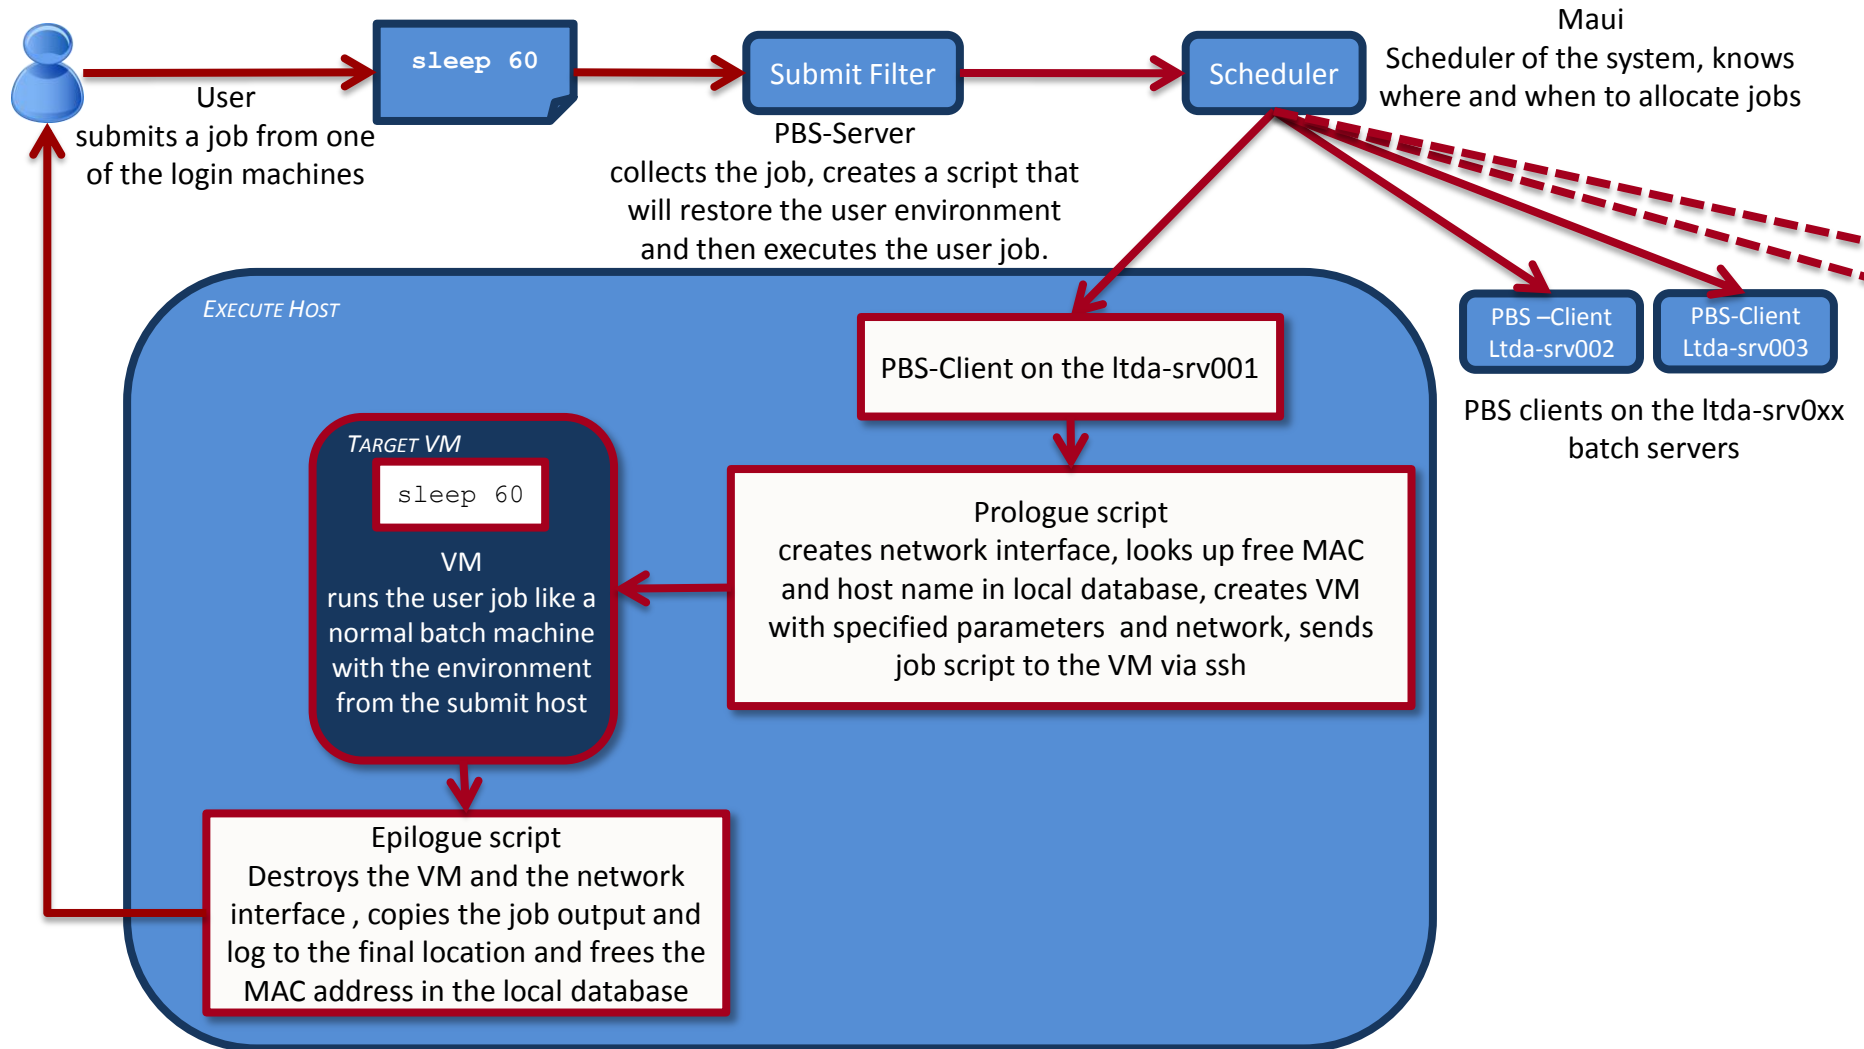 sleep 60
User
submits a job from one
of the login machines
Submit Filter
PBS-Server
collects the job, creates a script that
will restore the user environment
and then executes the user job.
Scheduler
Maui
Scheduler of the system, knows
where and when to allocate jobs
PBS –Client
Ltda-srv002
PBS-Client
Ltda-srv003
PBS clients on the ltda-srv0xx
batch servers
EXECUTE HOST
PBS-Client on the ltda-srv001
Prologue script
creates network interface, looks up free MAC
and host name in local database, creates VM
with specified parameters  and network, sends
job script to the VM via ssh
TARGET VM
sleep 60
VM
runs the user job like a
normal batch machine
with the environment
from the submit host
Epilogue script
Destroys the VM and the network
interface , copies the job output and
log to the final location and frees the
MAC address in the local database